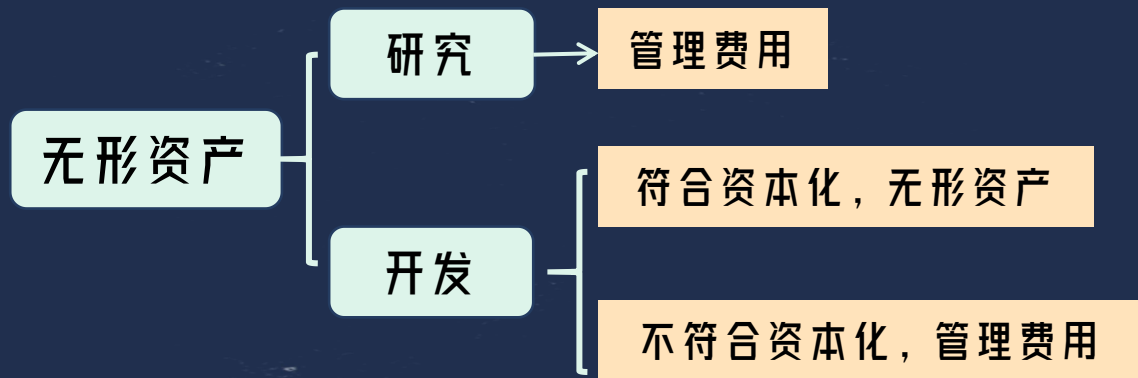 无形资产
研究
管理费用
开发
符合资本化，无形资产
不符合资本化，管理费用